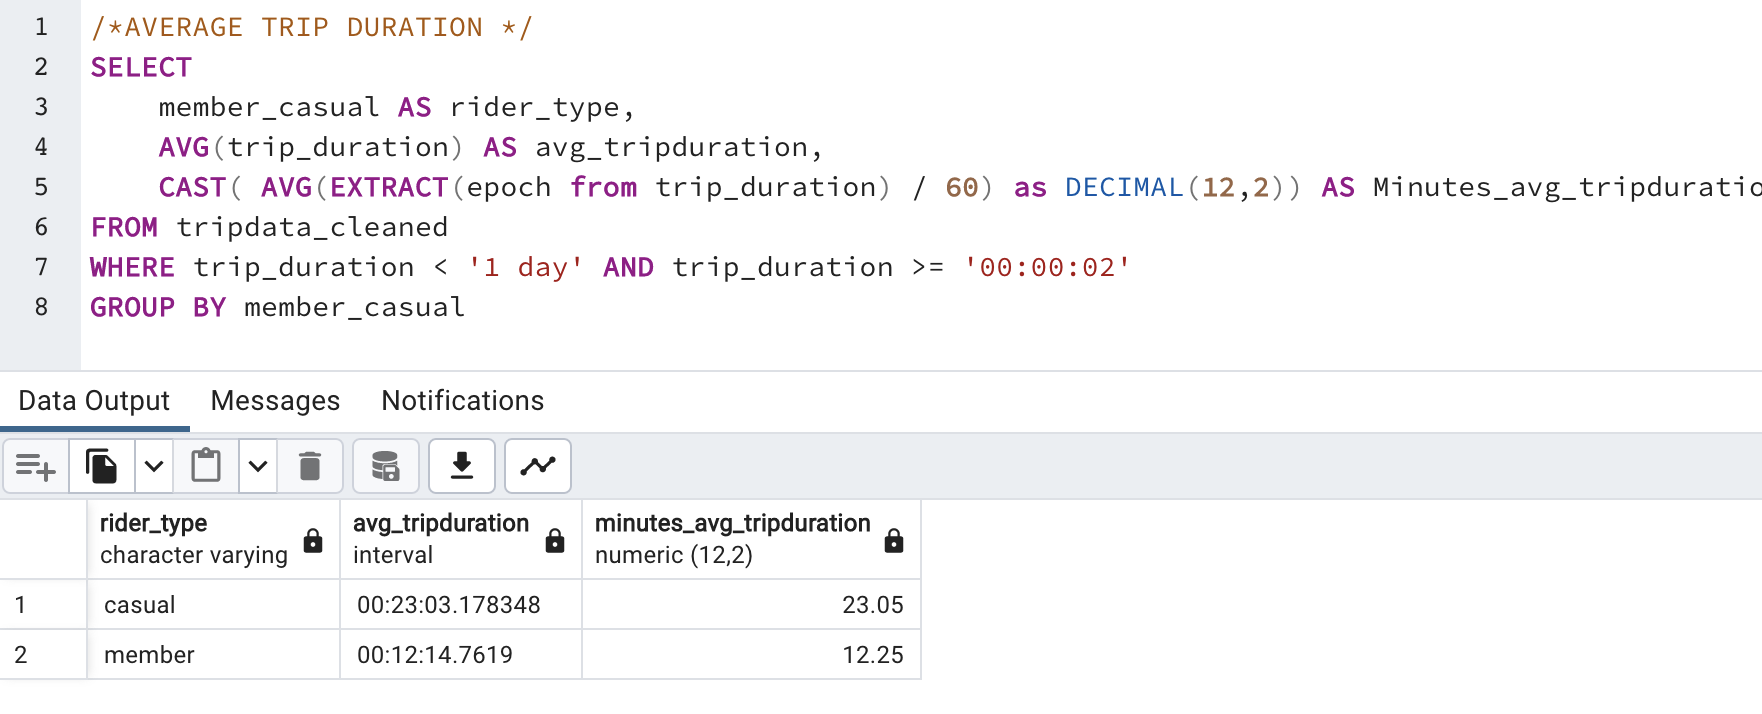 1 /*AVERAGE TRIP DURATION */
2 SELECT
3 member_casual AS rider_type,
4 AVG(trip_duration) AS avg_tripduration,
5 CAST( AVG(EXTRACT(epoch from trip_duration) / 60) as DECIMAL(12,2)) AS Minutes_avg_tripduratio
6 FROM tripdata_cleaned
7 WHERE trip_duration < '1 day' AND trip_duration >= '00:00:02'
8 GROUP BY member_casual
Data Output Messages Notifications
rider_type avg_tripduration minutes_avg_tripduration
character varying interval numeric (12,2)
1 casual 00:23:03.178348 23.05
2 member 00:12:14.7619 12.25